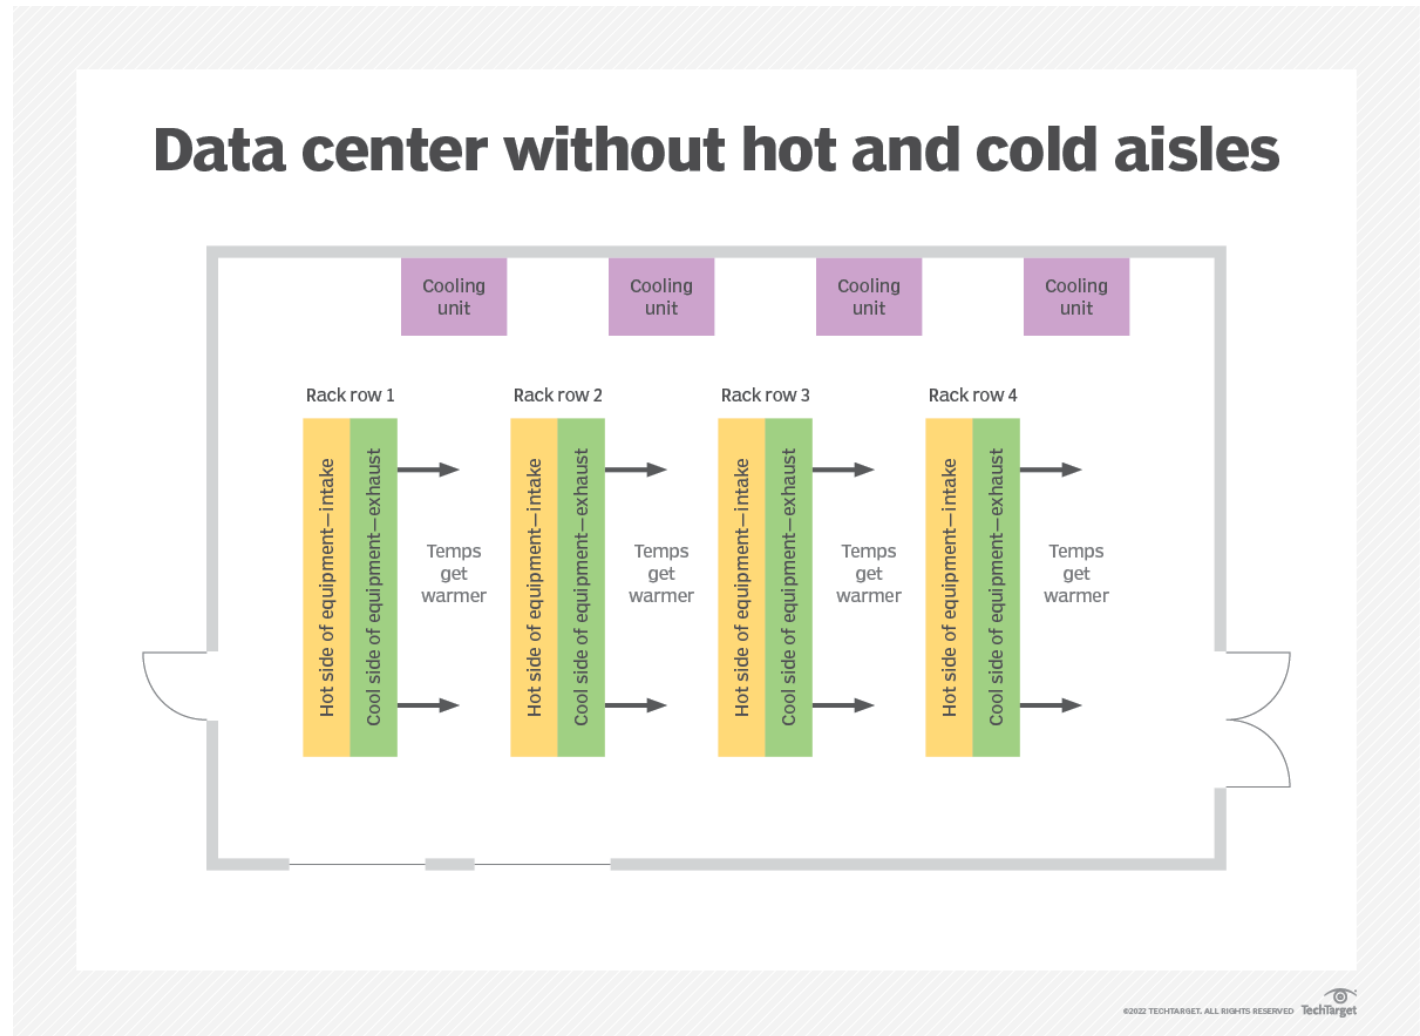 Data center without hot and cold aisles
Cooling
unit
Cooling
unit
Cooling
unit
Cooling
unit
Rack row 1
Rack row 2
Rack row 3
Rack row 4
Hot side of equipment—intake
Cool side of equipment—exhaust
Temps
get
warmer
Hot side of equipment—intake
Cool side of equipment—exhaust
Temps
get
warmer
Hot side of equipment—intake
Cool side of equipment—exhaust
Temps
get
warmer
Hot side of equipment—intake
Cool side of equipment—exhaust
Temps
get
warmer
©2022 TECHTARGET. ALL RIGHTS RESERVED TechTarget